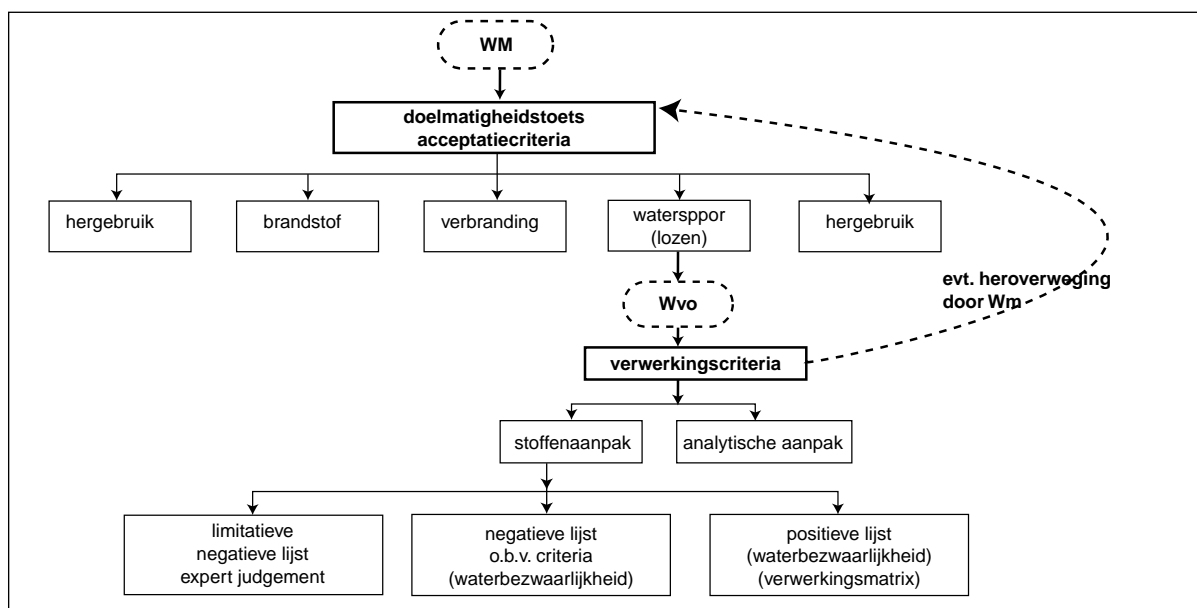 WM
doelmatigheidstoets
acceptatiecriteria
hergebruik
brandstof
verbranding
watersppor
(lozen)
hergebruik
evt. heroverweging
door Wm
Wvo
verwerkingscriteria
stoffenaanpak
analytische aanpak
limitatieve
negatieve lijst
expert judgement
negatieve lijst
o.b.v. criteria
(waterbezwaarlijkheid)
positieve lijst
(waterbezwaarlijkheid)
(verwerkingsmatrix)